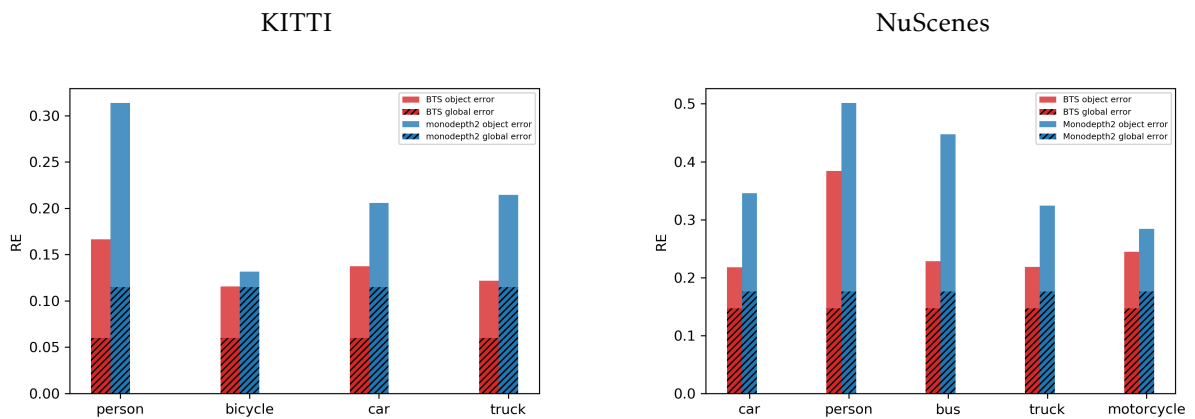 KITTI
RE
0.30
0.25
0.20
0.15
0.10
0.05
0.00
BTS object error
BTS global error
monodepth2 object error
monodepth2 global error
person bicycle car truck
NuScenes
RE
0.5
0.4
0.3
0.2
0.1
0.0
BTS object error
BTS global error
Monodepth2 object error
Monodepth2 global error
car person bus truck motorcycle